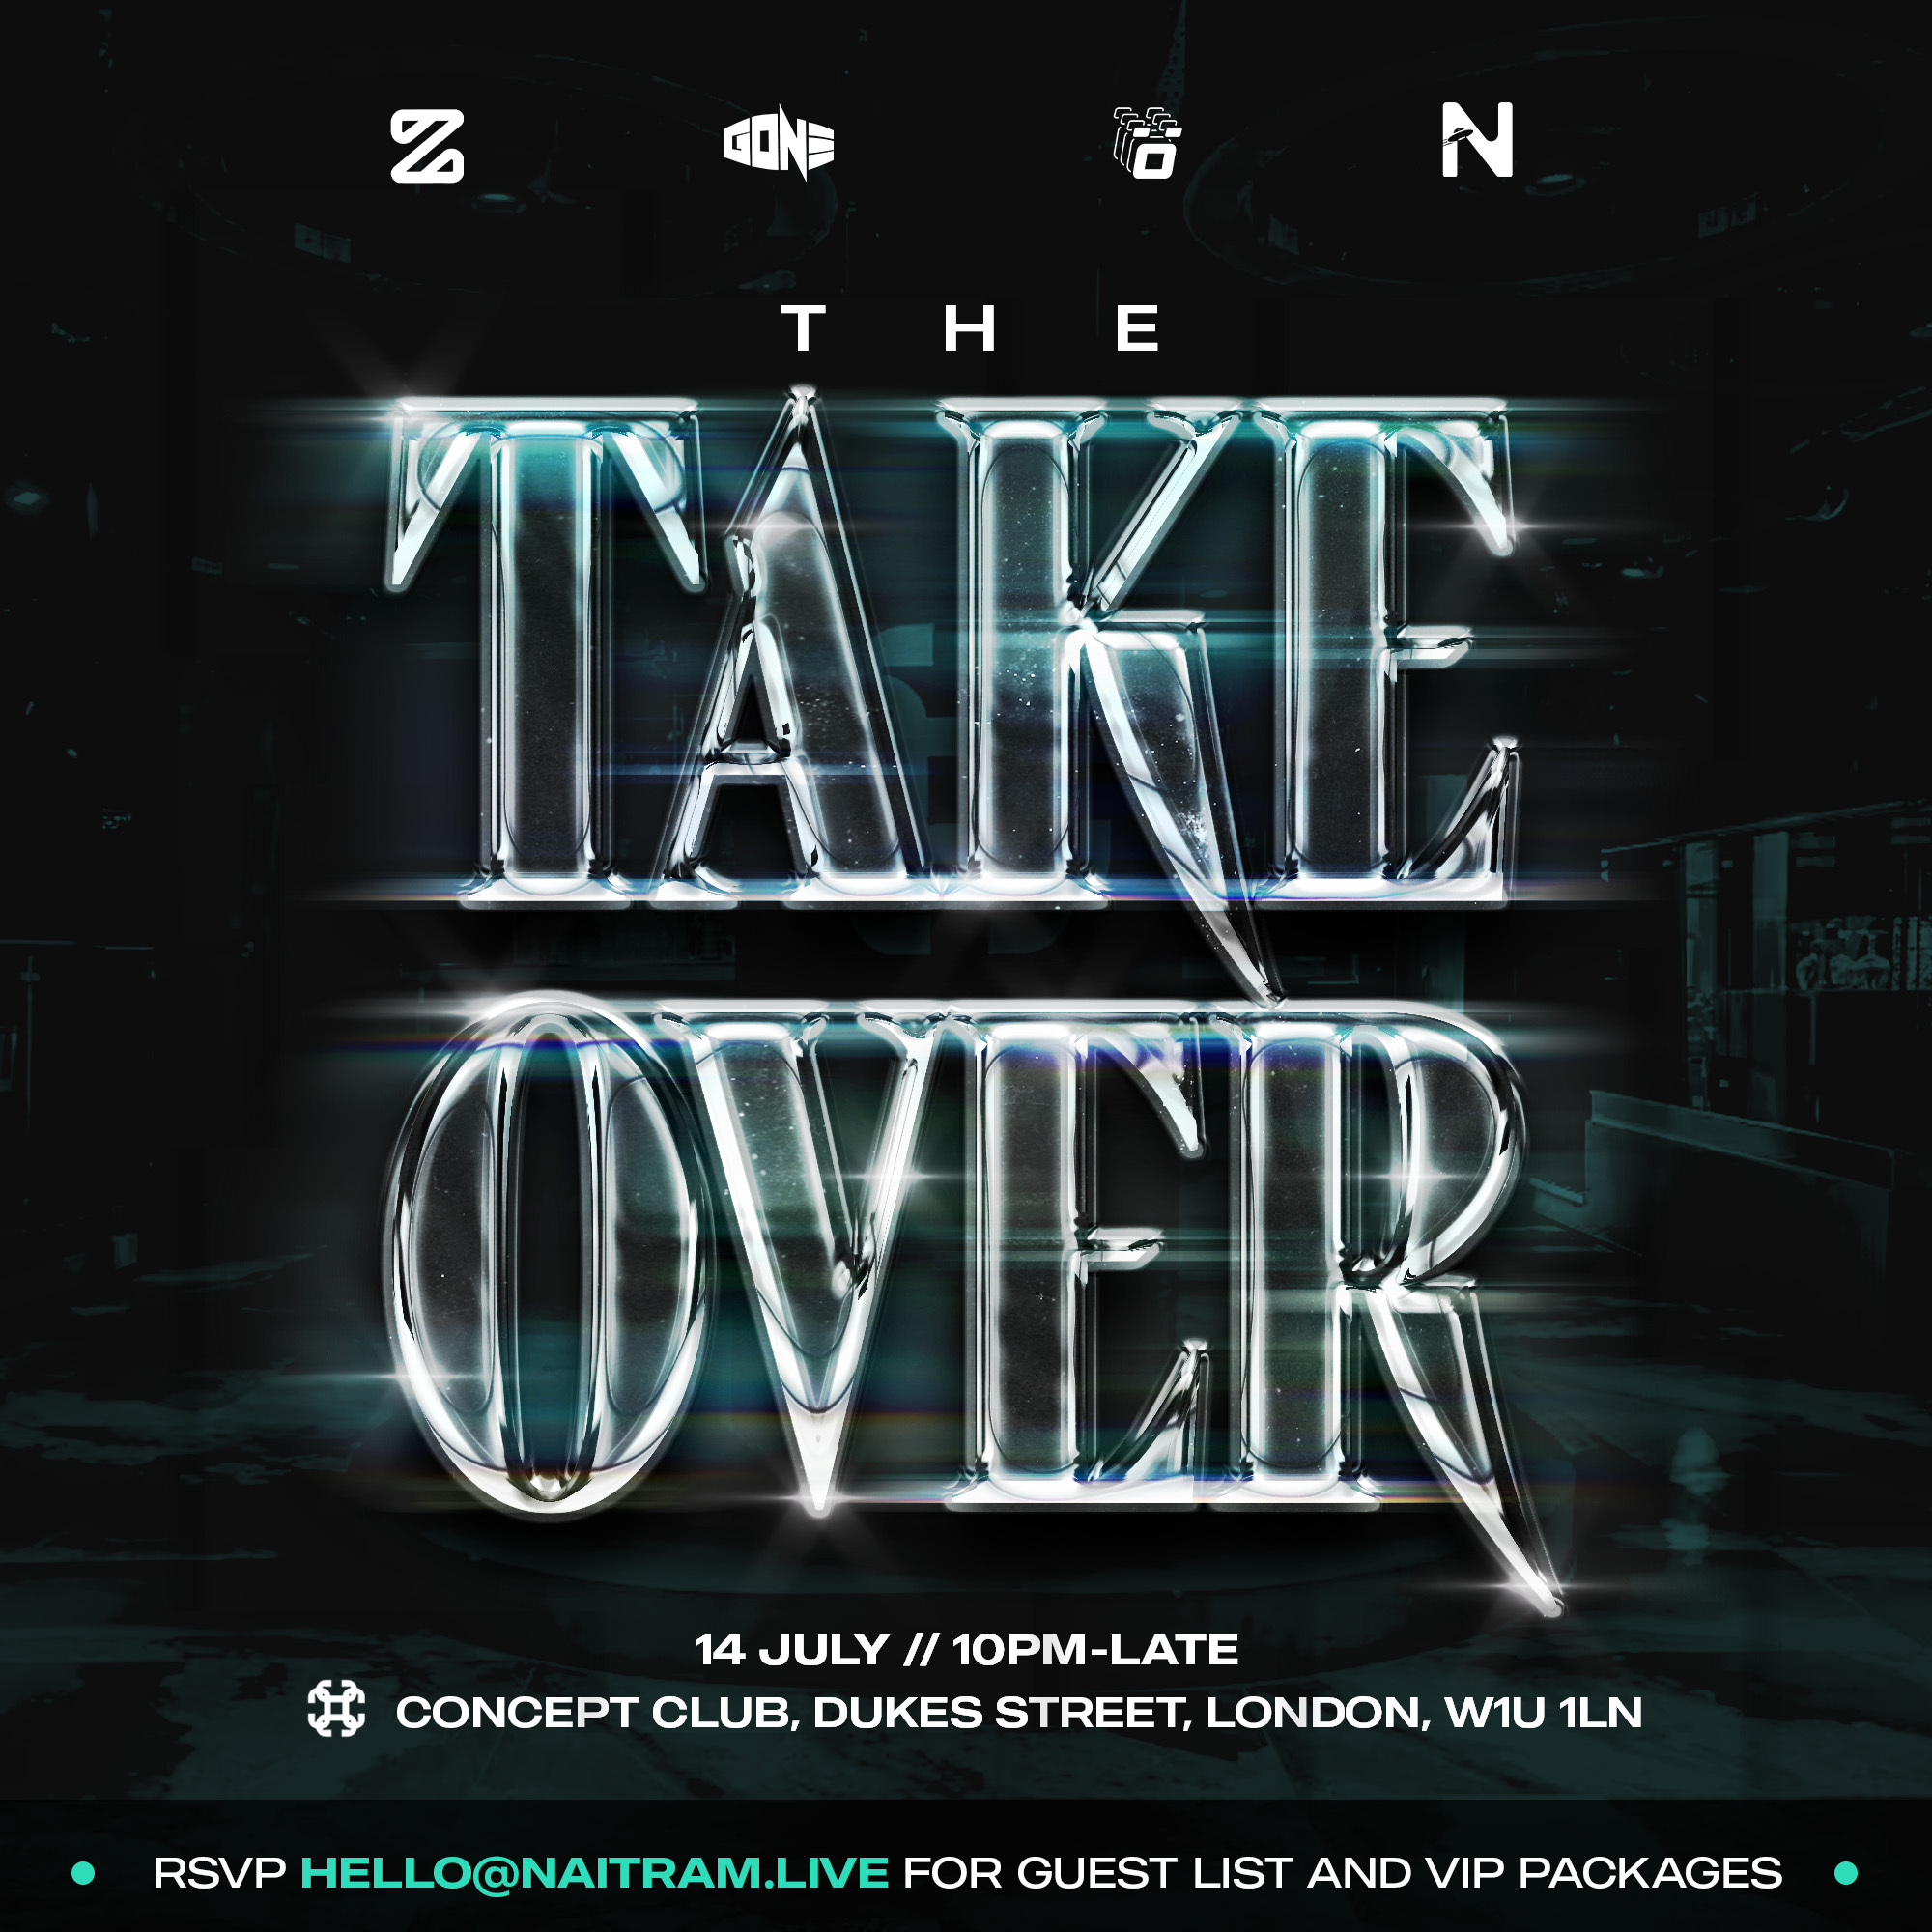 Z GONE Ö N
THE
TAKE
OVER
14 JULY // 10PM-LATE
CONCEPT CLUB, DUKES STREET, LONDON, W1U 1LN
RSVP HELLO@NAITRAM.LIVE FOR GUEST LIST AND VIP PACKAGES